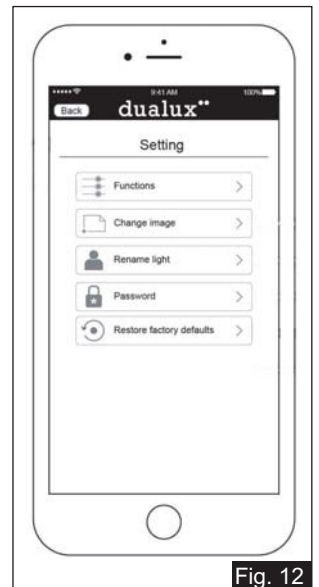 9:41 AM 100%
Back dualux
Setting
Functions
Change image
Rename light
Password
Restore factory defaults
Fig. 12